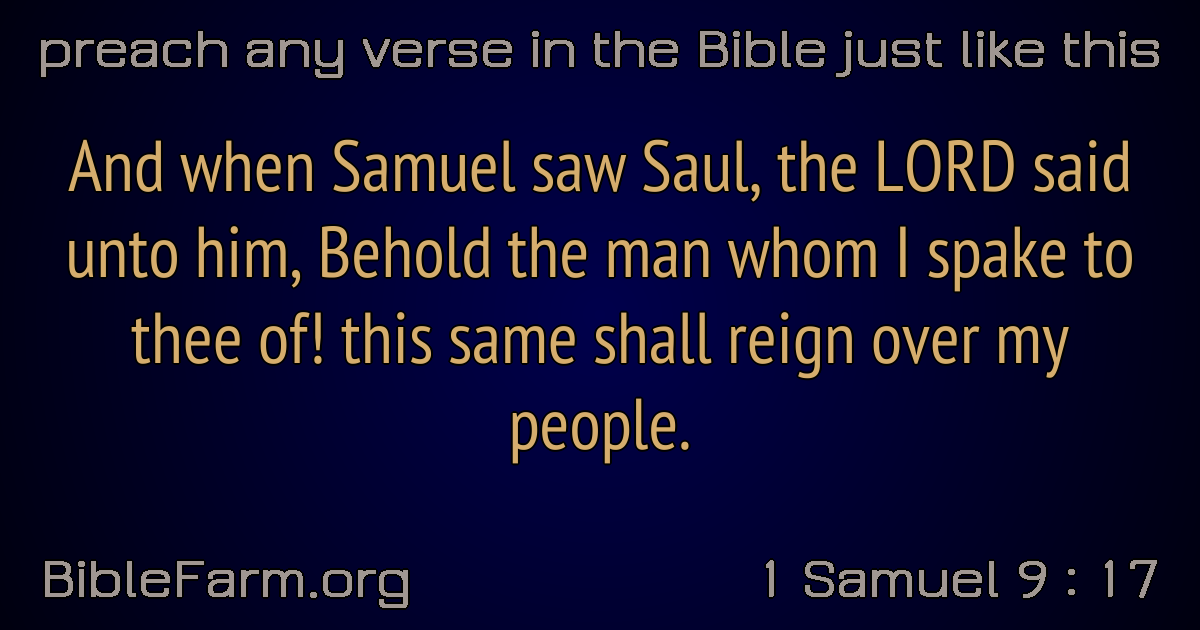 preach any verse in the Bible just like this
And when Samuel saw Saul, the LORD said
unto him, Behold the man whom I spake to
thee of! this same shall reign over my
people.
BibleFarm.org
1 Samuel 9 : 17